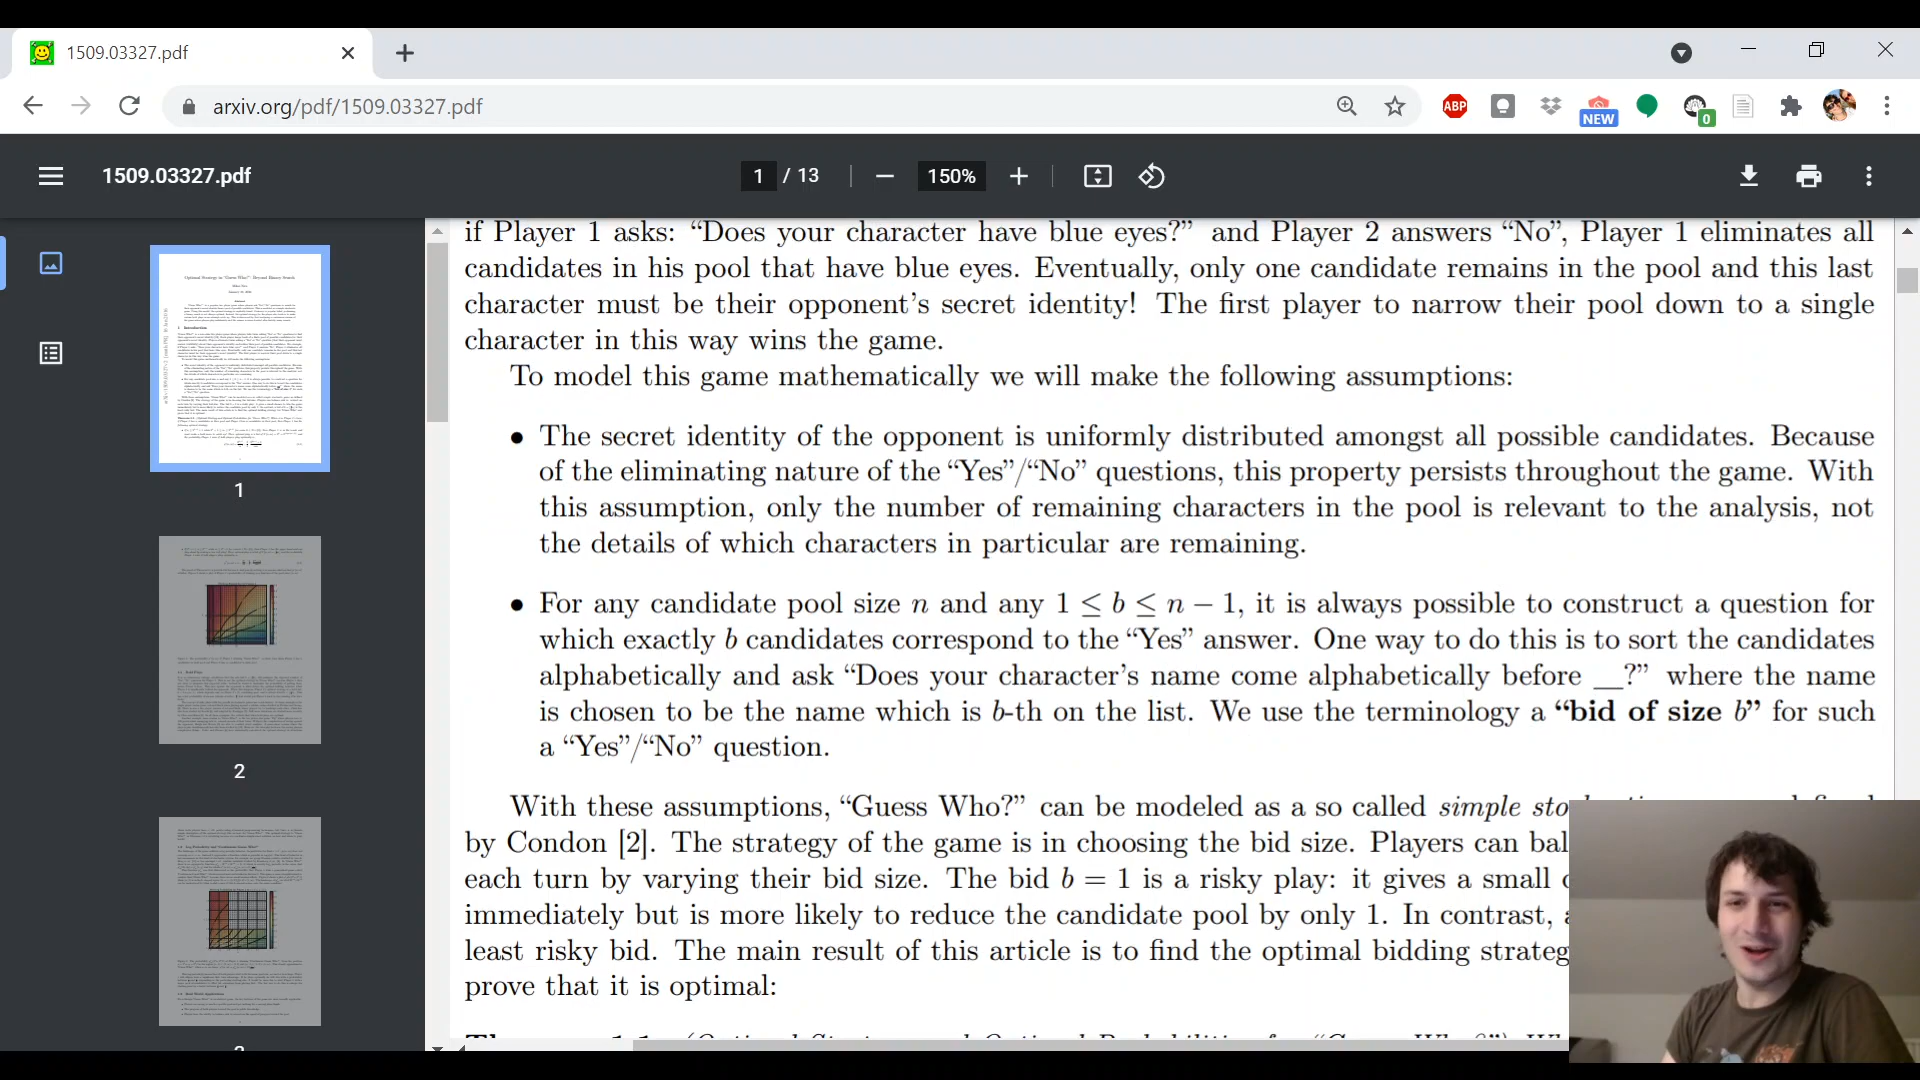 1509.03327.pdf
arxiv.org/pdf/1509.03327.pdf
ABP
NEW
0
1509.03327.pdf
1 / 13
150%
if Player 1 asks: “Does your character have blue eyes?” and Player 2 answers “No”, Player 1 eliminates all
candidates in his pool that have blue eyes. Eventually, only one candidate remains in the pool and this last
character must be their opponent’s secret identity! The first player to narrow their pool down to a single
character in this way wins the game.
To model this game mathematically we will make the following assumptions:
• The secret identity of the opponent is uniformly distributed amongst all possible candidates. Because
of the eliminating nature of the “Yes”/“No” questions, this property persists throughout the game. With
this assumption, only the number of remaining characters in the pool is relevant to the analysis, not
the details of which characters in particular are remaining.
• For any candidate pool size n and any 1 ≤ b ≤ n − 1, it is always possible to construct a question for
which exactly b candidates correspond to the “Yes” answer. One way to do this is to sort the candidates
alphabetically and ask “Does your character’s name come alphabetically before __?” where the name
is chosen to be the name which is b-th on the list. We use the terminology a “bid of size b” for such
a “Yes”/“No” question.
With these assumptions, “Guess Who?” can be modeled as a so called simple
by Condon [2]. The strategy of the game is in choosing the bid size. Players can
each turn by varying their bid size. The bid b = 1 is a risky play: it gives a small
immediately but is more likely to reduce the candidate pool by only 1. In contrast,
least risky bid. The main result of this article is to find the optimal bidding
prove that it is optimal:
1
2